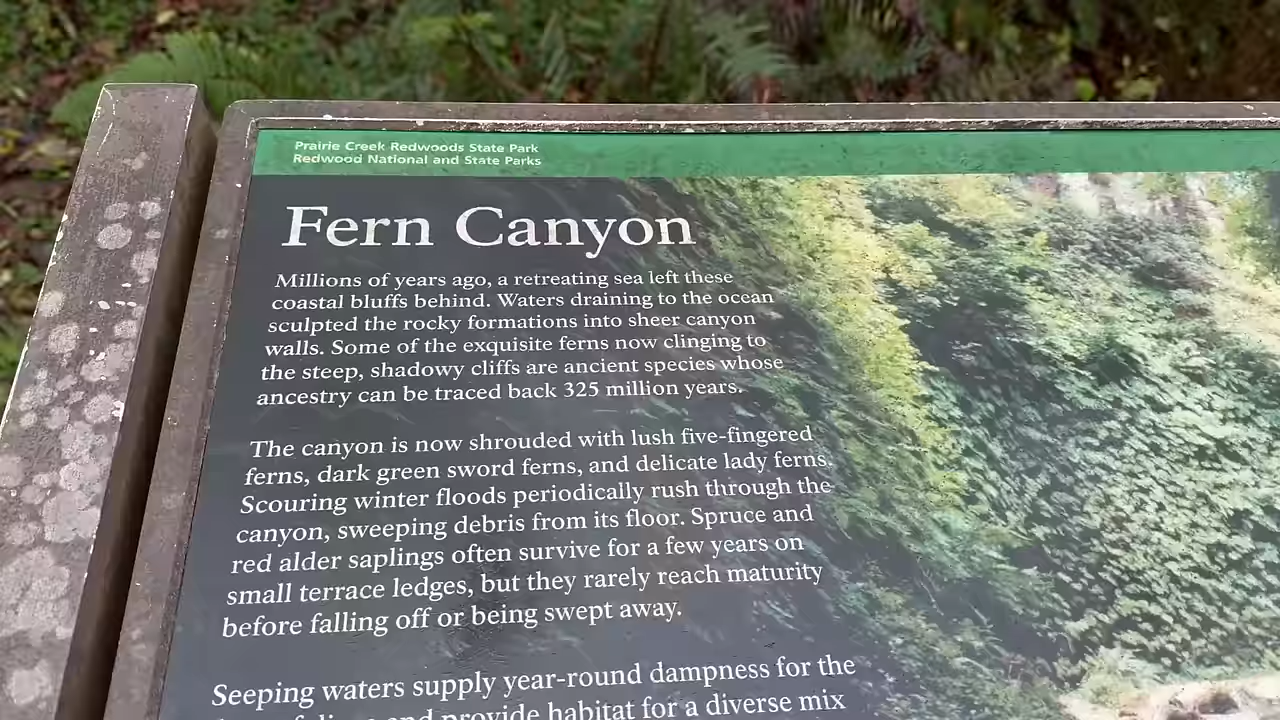 Prairie Creek Redwoods State Park
Redwood National and State Parks
Fern Canyon
Millions of years ago, a retreating sea left these
coastal bluffs behind. Waters draining to the ocean
sculpted the rocky formations into sheer canyon
walls. Some of the exquisite ferns now clinging to
the steep, shadowy cliffs are ancient species whose
ancestry can be traced back 325 million years.
The canyon is now shrouded with lush five-fingered
ferns, dark green sword ferns, and delicate lady ferns.
Scouring winter floods periodically rush through the
canyon, sweeping debris from its floor. Spruce and
red alder saplings often survive for a few years on
small terrace ledges, but they rarely reach maturity
before falling off or being swept away.
Seeping waters supply year-round dampness for the
and provide habitat for a diverse mix